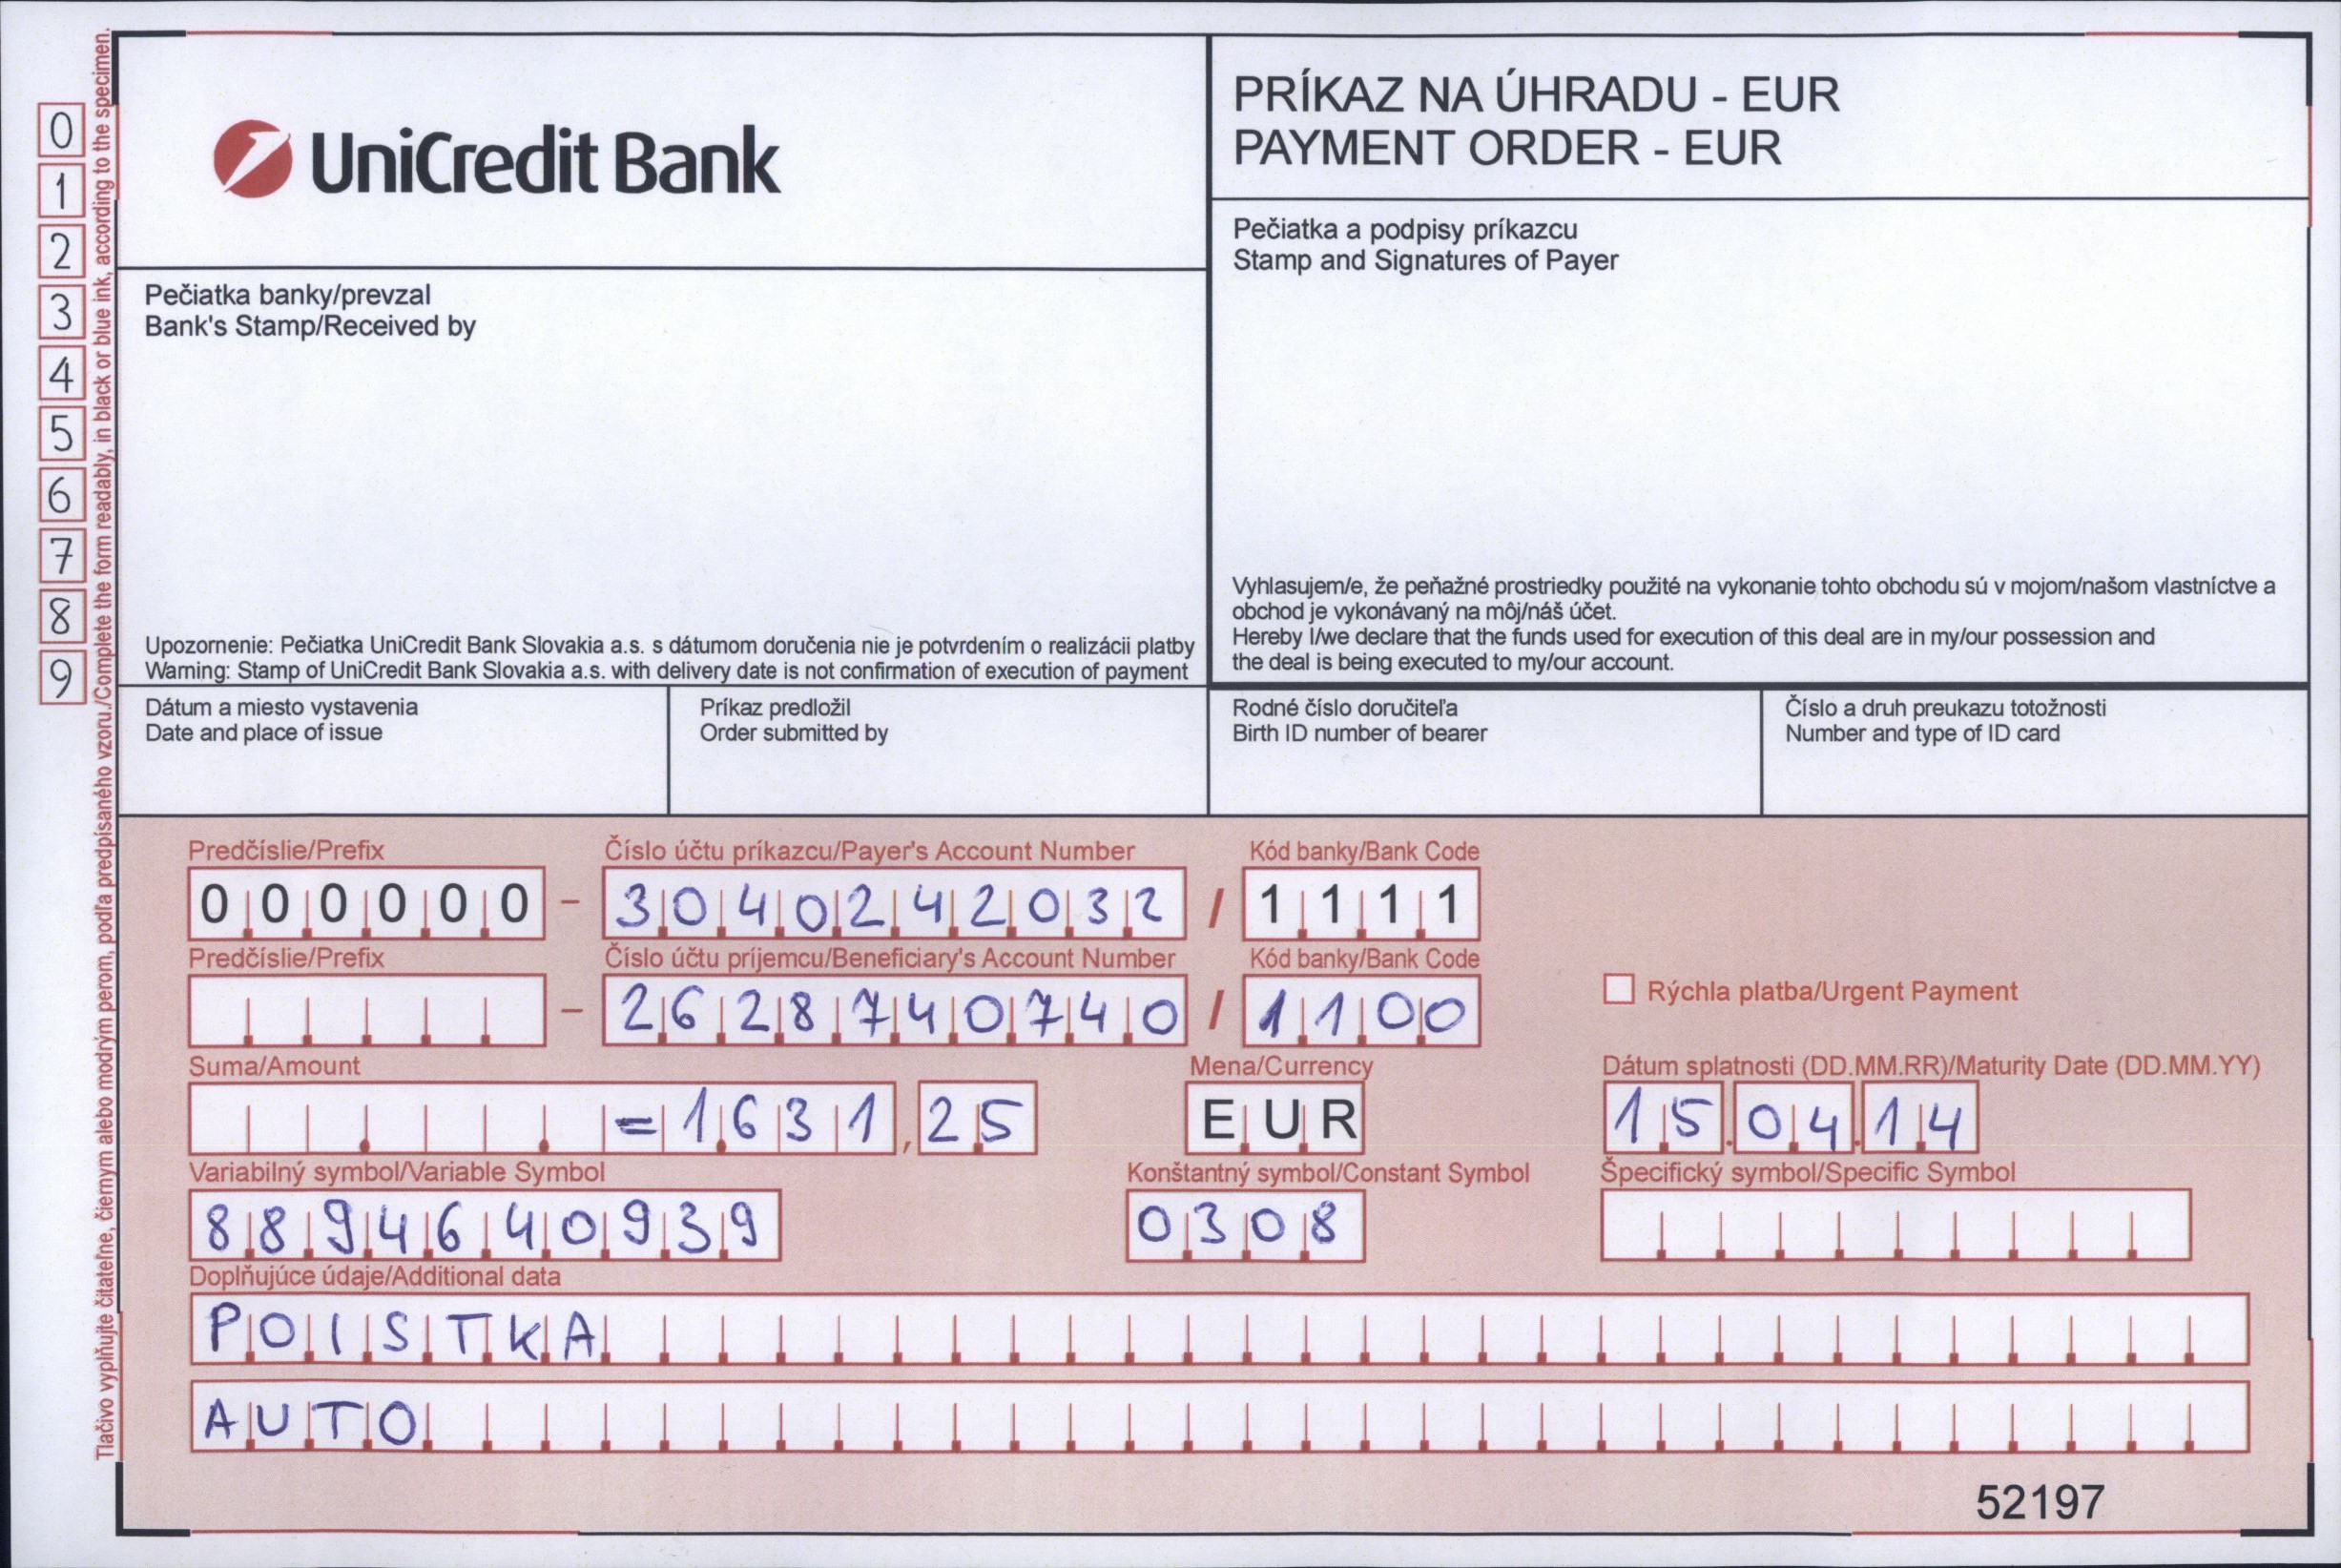 UniCredit Bank
PRÍKAZ NA ÚHRADU - EUR
PAYMENT ORDER - EUR
Pečiatka a podpisy príkazcu
Stamp and Signatures of Payer
Pečiatka banky/prevzal
Bank's Stamp/Received by
Vyhlasujem/e, že peňažné prostriedky použité na vykonanie tohto obchodu sú v mojom/našom vlastníctve a
obchod je vykonávaný na môj/náš účet.
Hereby I/we declare that the funds used for execution of this deal are in my/our possession and
the deal is being executed to my/our account.
Upozornenie: Pečiatka UniCredit Bank Slovakia a.s. s dátumom doručenia nie je potvrdením o realizácii platby
Warning: Stamp of UniCredit Bank Slovakia a.s. with delivery date is not confirmation of execution of payment
0
1
2
3
4
5
6
7
8
9
Tlačivo vyplňujte čitateľne, čiernym alebo modrým perom, podľa predpísaného vzoru./Complete the form readably, in black or blue ink, according to the specimen.
Dátum a miesto vystavenia
Date and place of issue
Príkaz predložil
Order submitted by
Rodné číslo doručiteľa
Birth ID number of bearer
Číslo a druh preukazu totožnosti
Number and type of ID card
Predčíslie/Prefix Číslo účtu príkazcu/Payer's Account Number Kód banky/Bank Code
000000 - 3040242032 / 1111
Predčíslie/Prefix Číslo účtu príjemcu/Beneficiary's Account Number Kód banky/Bank Code
- 2628740740 / 1100 Rýchla platba/Urgent Payment
Suma/Amount Mena/Currency Dátum splatnosti (DD.MM.RR)/Maturity Date (DD.MM.YY)
=1631,25 EUR 15.04.14
Variabilný symbol/Variable Symbol Konštantný symbol/Constant Symbol Špecifický symbol/Specific Symbol
8894640939 0308
Doplňujúce údaje/Additional data
POISTKA
AUTO
52197